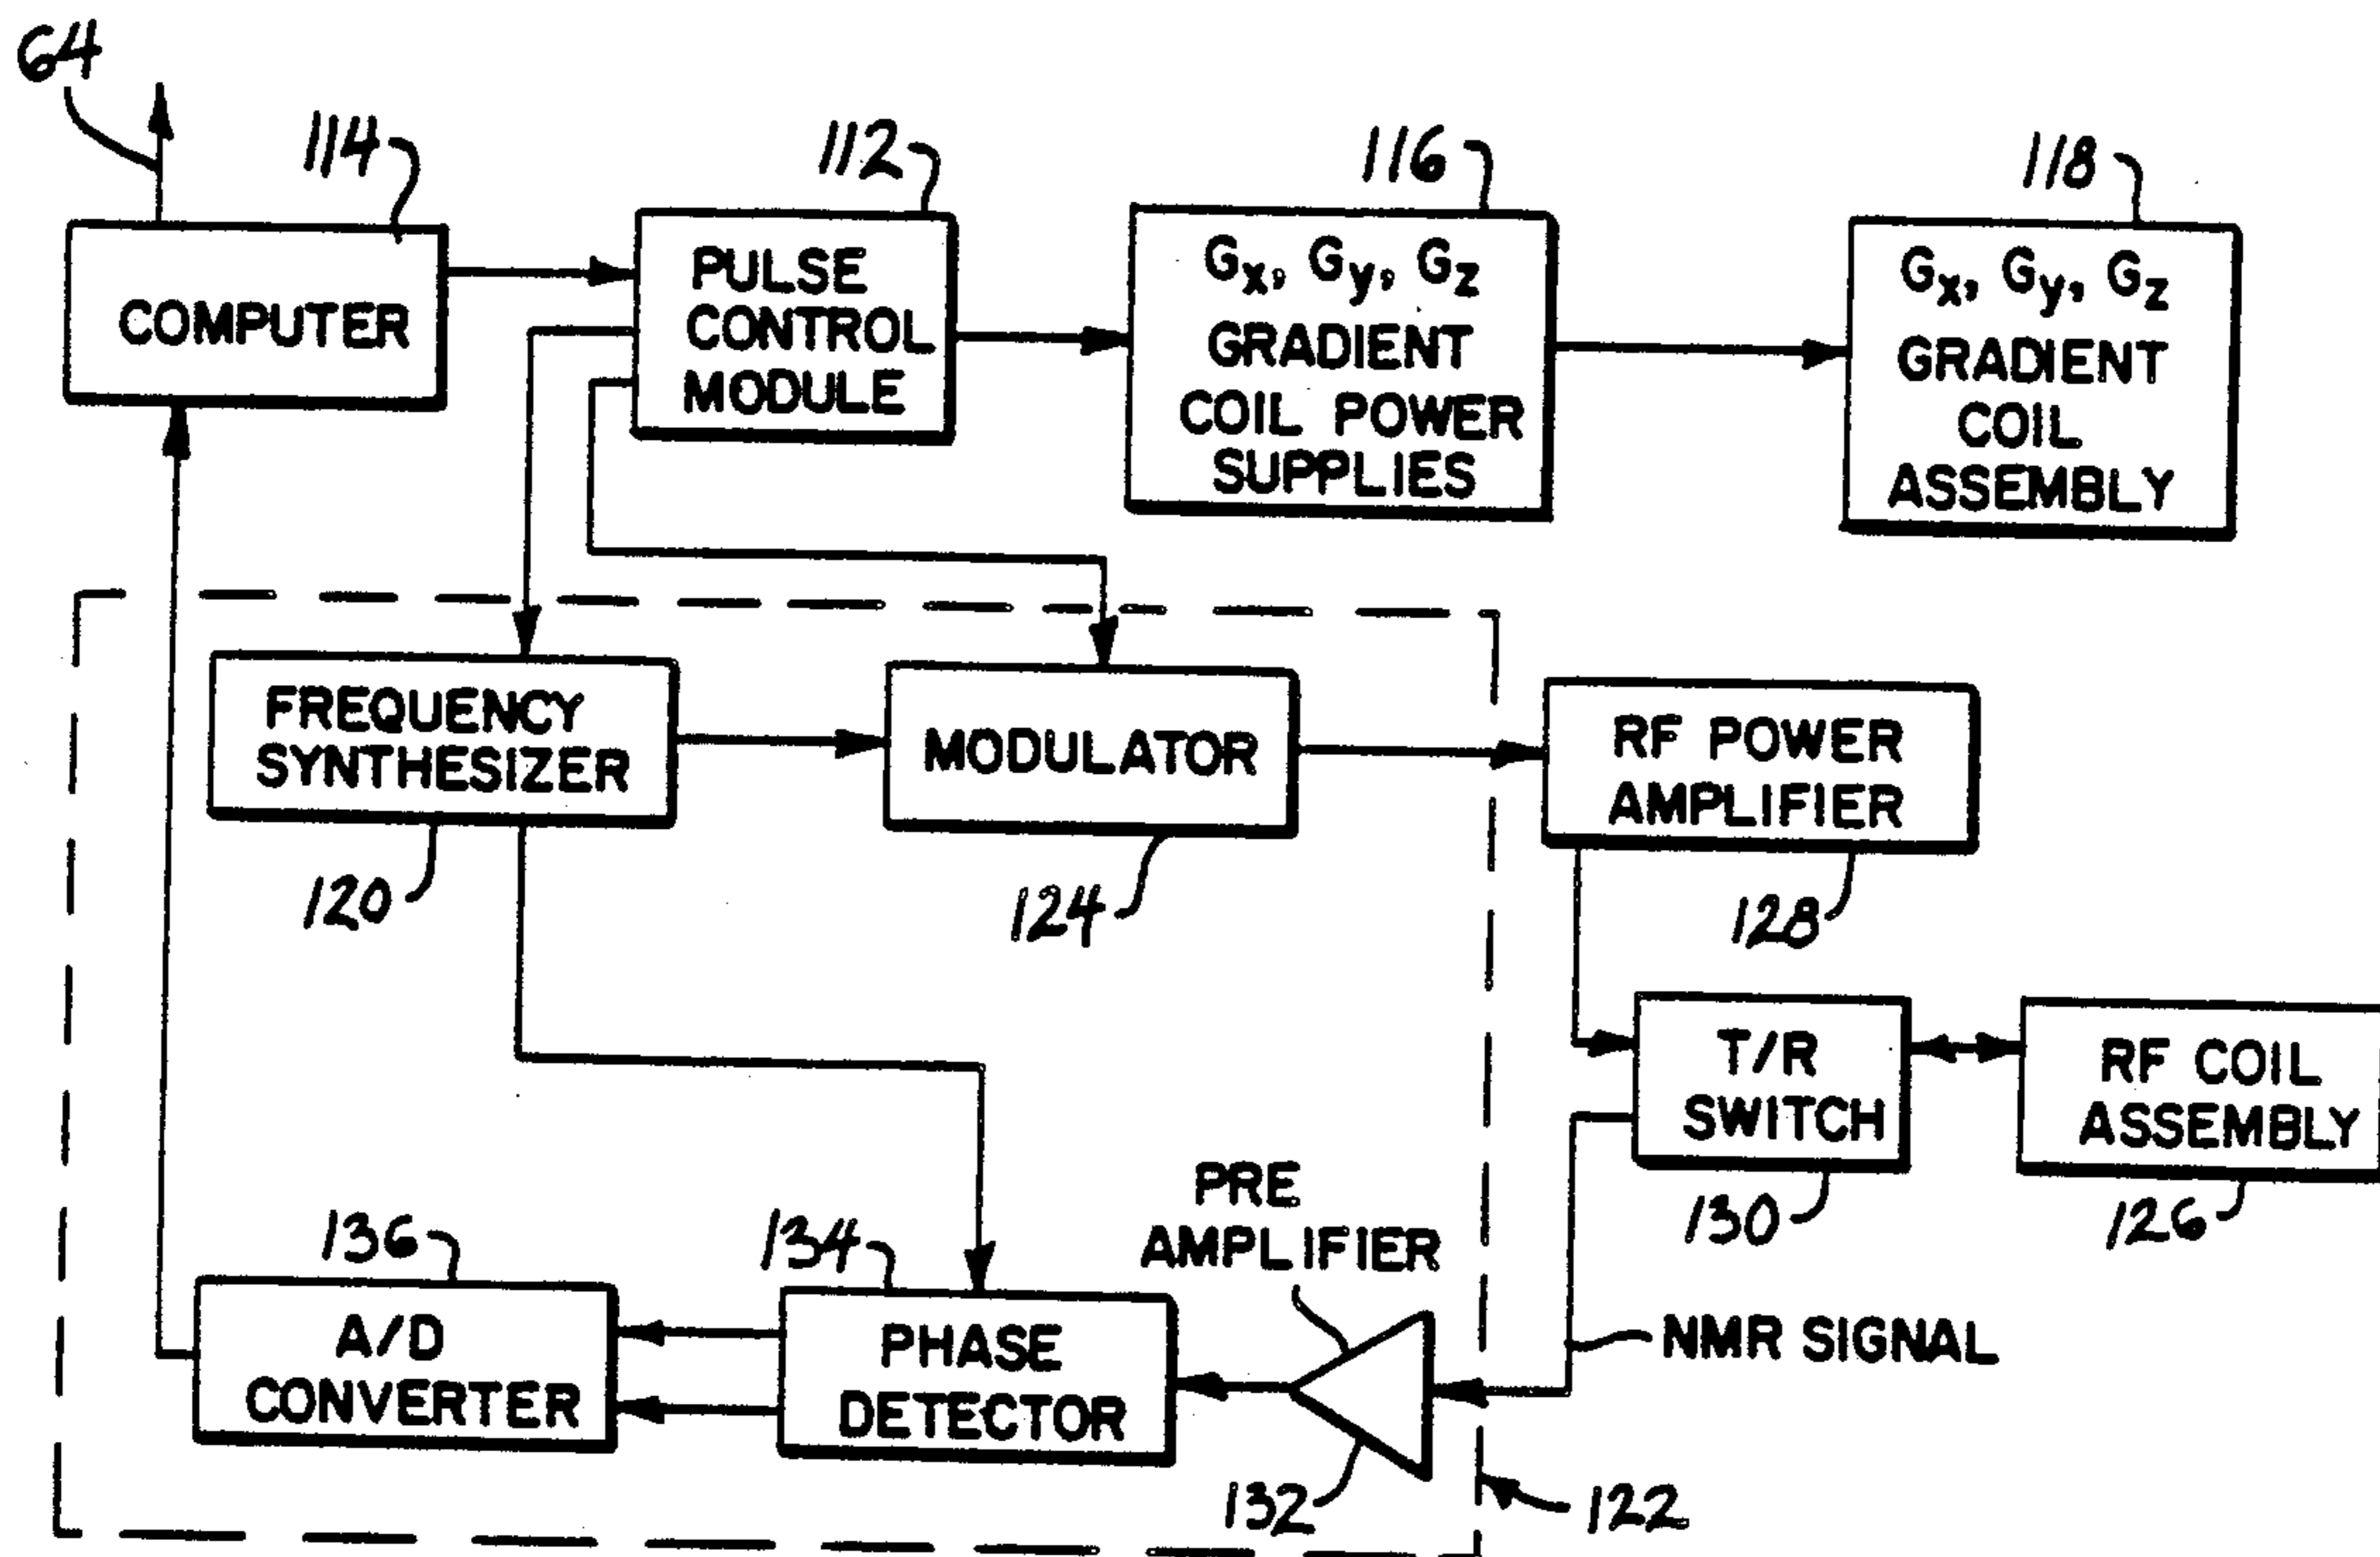 64
114
112
116
118
COMPUTER
PULSE
CONTROL
MODULE
Gx, Gy, Gz
GRADIENT
COIL POWER
SUPPLIES
Gx, Gy, Gz
GRADIENT
COIL
ASSEMBLY
FREQUENCY
SYNTHESIZER
MODULATOR
RF POWER
AMPLIFIER
120
124
128
T/R
SWITCH
RF COIL
ASSEMBLY
130
126
PRE
AMPLIFIER
136
134
A/D
CONVERTER
PHASE
DETECTOR
NMR SIGNAL
132
122